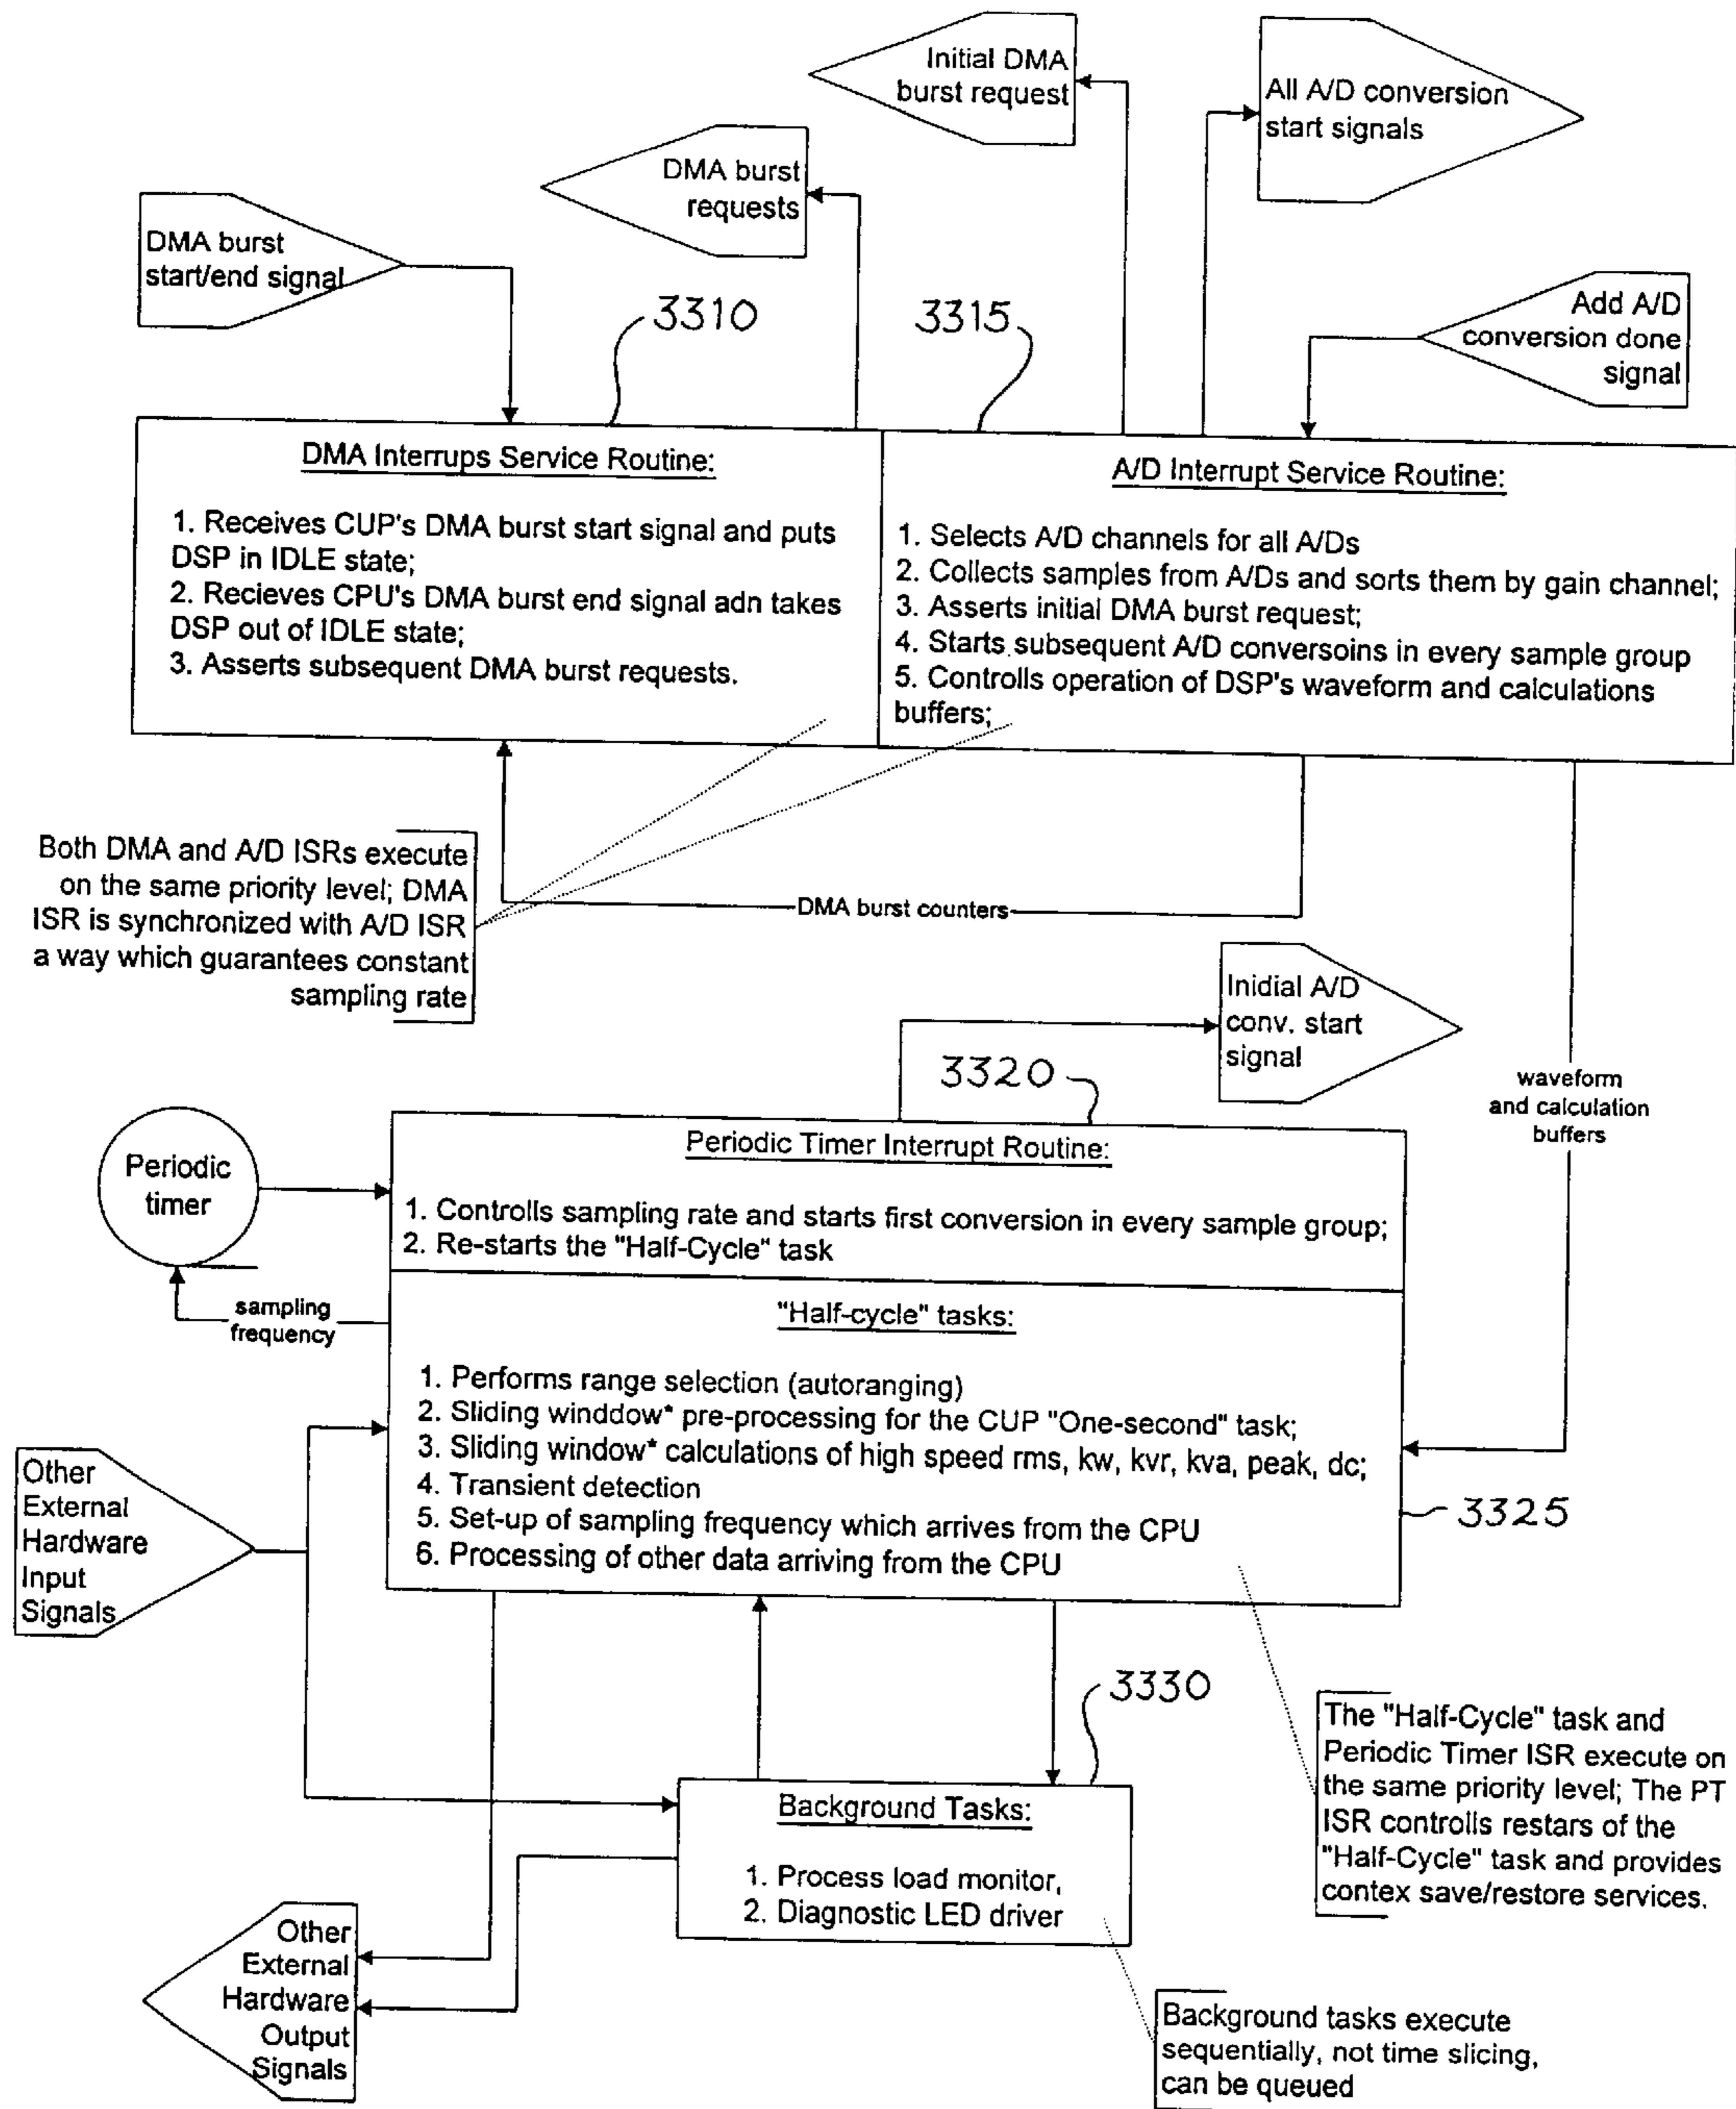 Initial DMA
burst request
All A/D conversion
start signals
DMA burst
requests
DMA burst
start/end signal
Add A/D
conversion done
signal
3310
3315
DMA Interrups Service Routine:
1. Receives CUP's DMA burst start signal and puts
DSP in IDLE state;
2. Recieves CPU's DMA burst end signal adn takes
DSP out of IDLE state;
3. Asserts subsequent DMA burst requests.
A/D Interrupt Service Routine:
1. Selects A/D channels for all A/Ds
2. Collects samples from A/Ds and sorts them by gain channel;
3. Asserts initial DMA burst request;
4. Starts subsequent A/D conversoins in every sample group
5. Controlls operation of DSP's waveform and calculations
buffers;
Both DMA and A/D ISRs execute
on the same priority level; DMA
ISR is synchronized with A/D ISR
a way which guarantees constant
sampling rate
DMA burst counters
Inidial A/D
conv. start
signal
waveform
and calculation
buffers
3320
Periodic
timer
Periodic Timer Interrupt Routine:
1. Controlls sampling rate and starts first conversion in every sample group;
2. Re-starts the "Half-Cycle" task
sampling
frequency
"Half-cycle" tasks:
1. Performs range selection (autoranging)
2. Sliding winddow* pre-processing for the CUP "One-second" task;
3. Sliding window* calculations of high speed rms, kw, kvr, kva, peak, dc;
4. Transient detection
5. Set-up of sampling frequency which arrives from the CPU
6. Processing of other data arriving from the CPU
3325
Other
External
Hardware
Input
Signals
3330
Background Tasks:
1. Process load monitor,
2. Diagnostic LED driver
The "Half-Cycle" task and
Periodic Timer ISR execute on
the same priority level; The PT
ISR controlls restars of the
"Half-Cycle" task and provides
contex save/restore services.
Other
External
Hardware
Output
Signals
Background tasks execute
sequentially, not time slicing,
can be queued